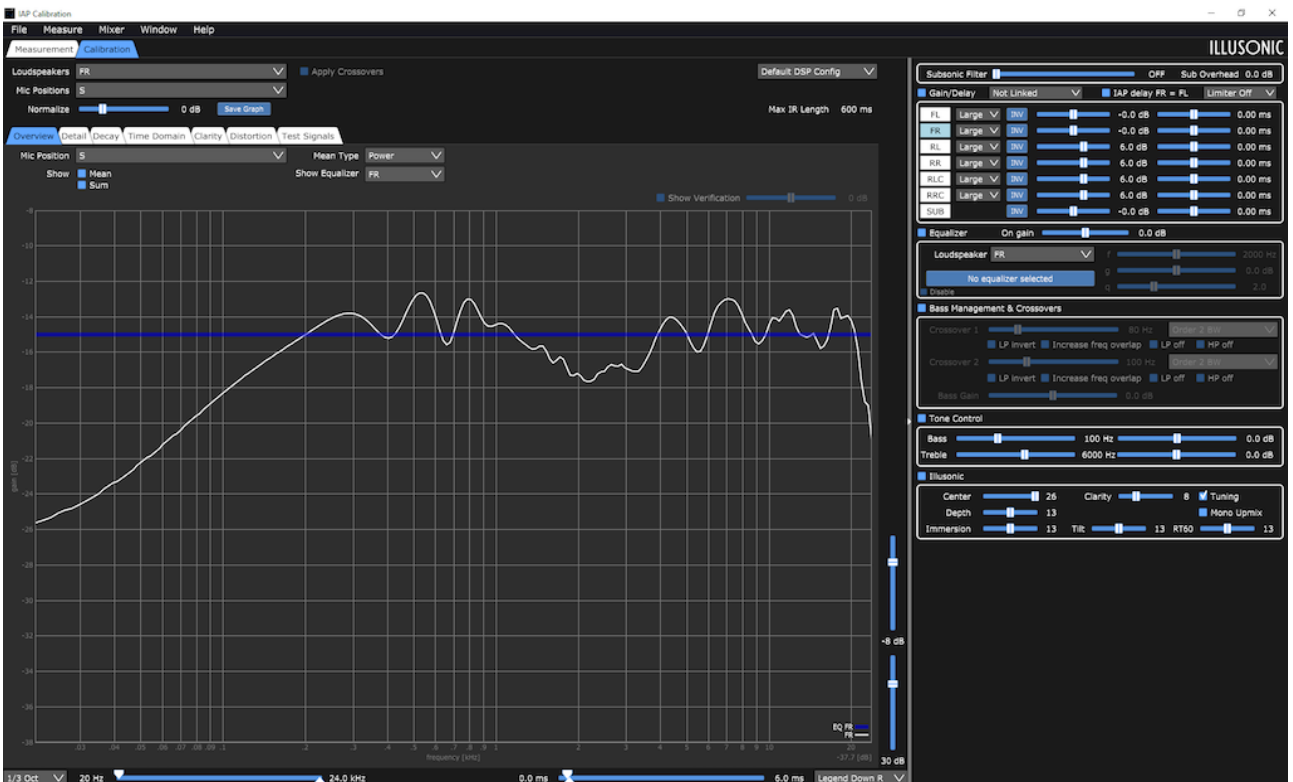 IAP Calibration
File Measure Mixer Window Help
Measurement Calibration
ILLUSONIC
Loudspeakers FR Apply Crossovers Default DSP Config
Mic Positions S
Normalize 0 dB Save Graph Max IR Length 600 ms
Overview Detail Decay Time Domain Clarity Distortion Test Signals
Mic Position S Mean Type Power
Show Mean Show Equalizer FR
Sum
Show Verification 0 dB
-8
-10
-12
-14
-16
-18
-20
-22
gain [dB]
-24
-26
-28
-30
-32
-34
-36
-38
EQ FR
FR
.03 .04 .05 .06 .07 .08 .09 .1 .2 .3 .4 .5 .6 .7 .8 .9 1 2 3 4 5 6 7 8 9 10 20
frequency [kHz] -37.7 [dB]
-8 dB
30 dB
1/3 Oct 20 Hz 24.0 kHz 0.0 ms 6.0 ms Legend Down R
Subsonic Filter OFF Sub Overhead 0.0 dB
Gain/Delay Not Linked IAP delay FR = FL Limiter Off
FL Large INV -0.0 dB 0.00 ms
FR Large INV -0.0 dB 0.00 ms
RL Large INV 6.0 dB 0.00 ms
RR Large INV 6.0 dB 0.00 ms
RLC Large INV 6.0 dB 0.00 ms
RRC Large INV 6.0 dB 0.00 ms
SUB INV -0.0 dB 0.00 ms
Equalizer On gain 0.0 dB
Loudspeaker FR f 2000 Hz
No equalizer selected g 0.0 dB
Disable q 2.0
Bass Management & Crossovers
Crossover 1 80 Hz Order 2 BW
LP invert Increase freq overlap LP off HP off
Crossover 2 100 Hz Order 2 BW
LP invert Increase freq overlap LP off HP off
Bass Gain 0.0 dB
Tone Control
Bass 100 Hz 0.0 dB
Treble 6000 Hz 0.0 dB
Illusonic
Center 26 Clarity 8 Tuning
Depth 13 Mono Upmix
Immersion 13 Tilt 13 RT60 13